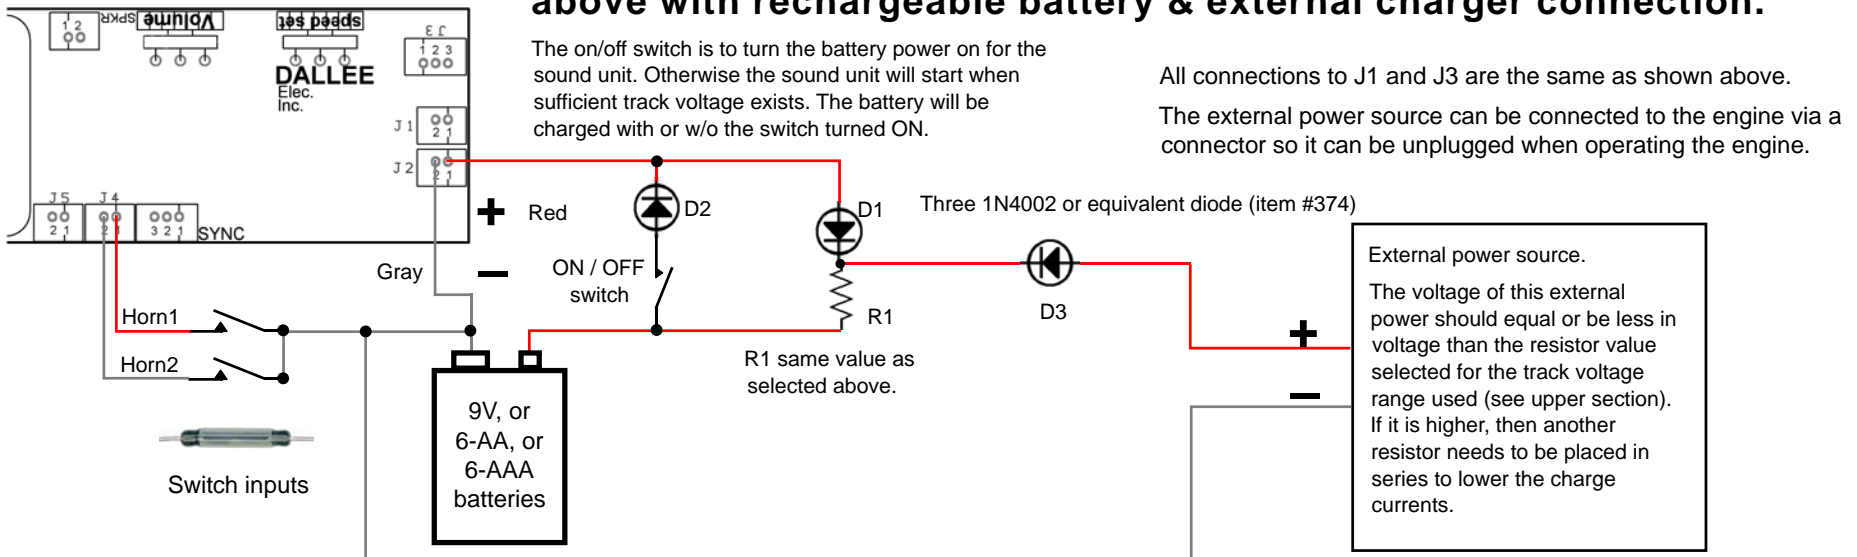 above with rechargeable battery & external charger connection.
The on/off switch is to turn the battery power on for the
sound unit. Otherwise the sound unit will start when
sufficient track voltage exists. The battery will be
charged with or w/o the switch turned ON.
All connections to J1 and J3 are the same as shown above.
The external power source can be connected to the engine via a
connector so it can be unplugged when operating the engine.
1 2
SPKR
Volume
speed set
J3
1 2 3
DALLEE
Elec.
Inc.
J1
2 1
J2
2 1
J5
2 1
J4
2 1
3 2 1
SYNC
+ Red
− Gray
D2
D1
Three 1N4002 or equivalent diode (item #374)
ON / OFF
switch
R1
D3
R1 same value as
selected above.
Horn1
Horn2
Switch inputs
9V, or
6-AA, or
6-AAA
batteries
+
−
External power source.
The voltage of this external
power should equal or be less in
voltage than the resistor value
selected for the track voltage
range used (see upper section).
If it is higher, then another
resistor needs to be placed in
series to lower the charge
currents.